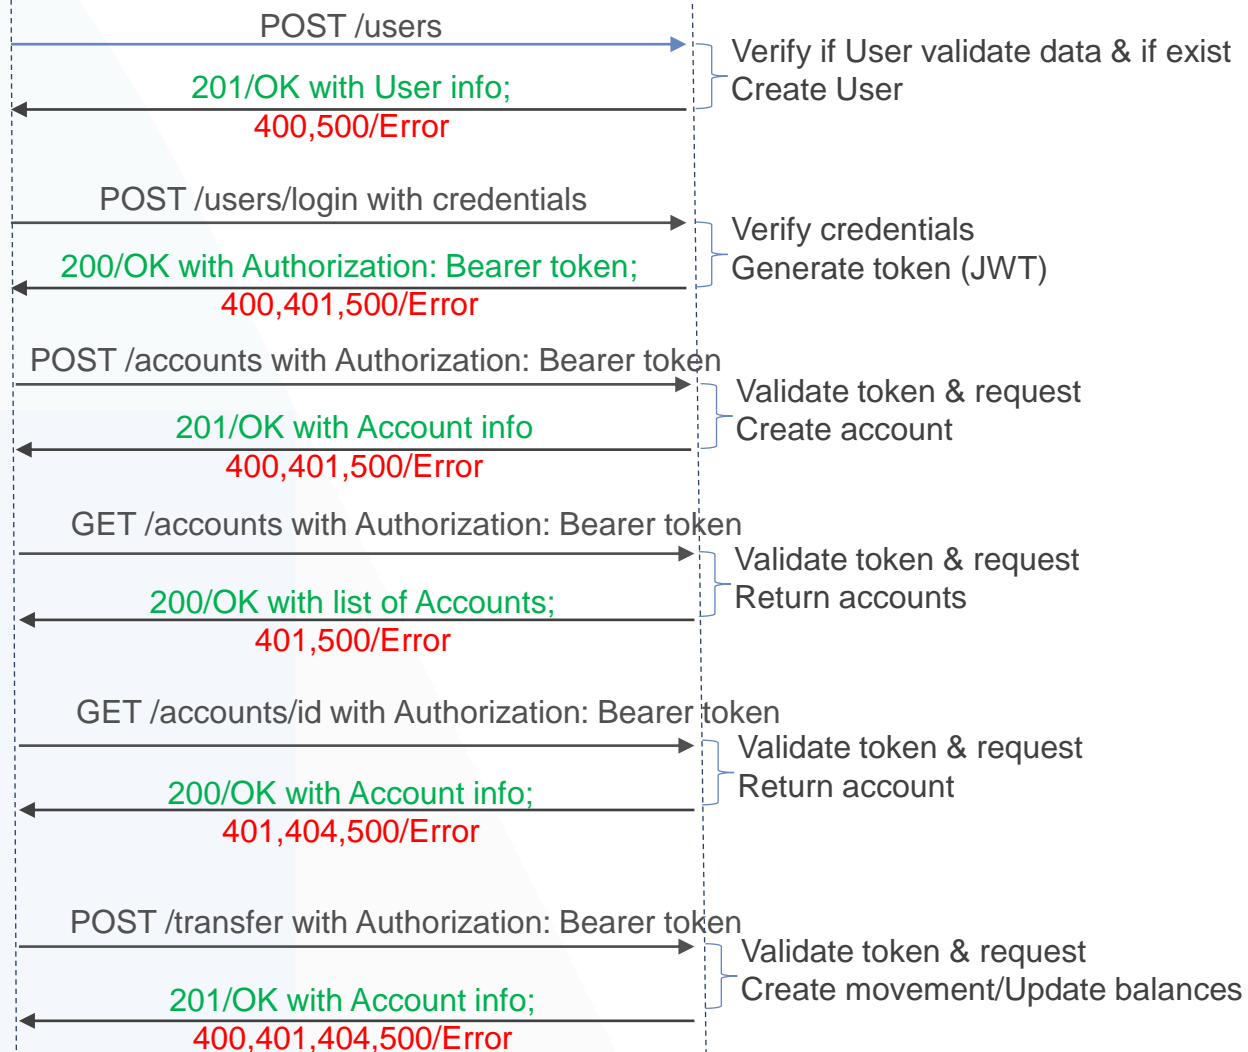 POST /users
Verify if User validate data & if exist
Create User
201/OK with User info;
400,500/Error
POST /users/login with credentials
Verify credentials
Generate token (JWT)
200/OK with Authorization: Bearer token;
400,401,500/Error
POST /accounts with Authorization: Bearer token
Validate token & request
Create account
201/OK with Account info
400,401,500/Error
GET /accounts with Authorization: Bearer token
Validate token & request
Return accounts
200/OK with list of Accounts;
401,500/Error
GET /accounts/id with Authorization: Bearer token
Validate token & request
Return account
200/OK with Account info;
401,404,500/Error
POST /transfer with Authorization: Bearer token
Validate token & request
Create movement/Update balances
201/OK with Account info;
400,401,404,500/Error